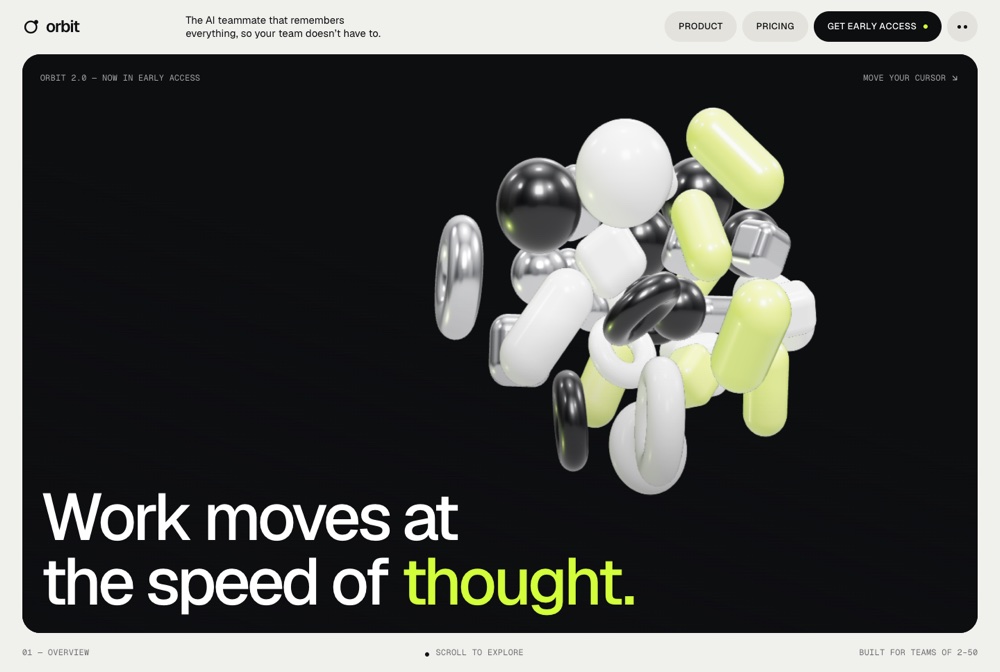 orbit
The AI teammate that remembers
everything, so your team doesn't have to.
PRODUCT
PRICING
GET EARLY ACCESS
ORBIT 2.0 — NOW IN EARLY ACCESS
MOVE YOUR CURSOR ↘
Work moves at
the speed of thought.
01 — OVERVIEW
SCROLL TO EXPLORE
BUILT FOR TEAMS OF 2–50